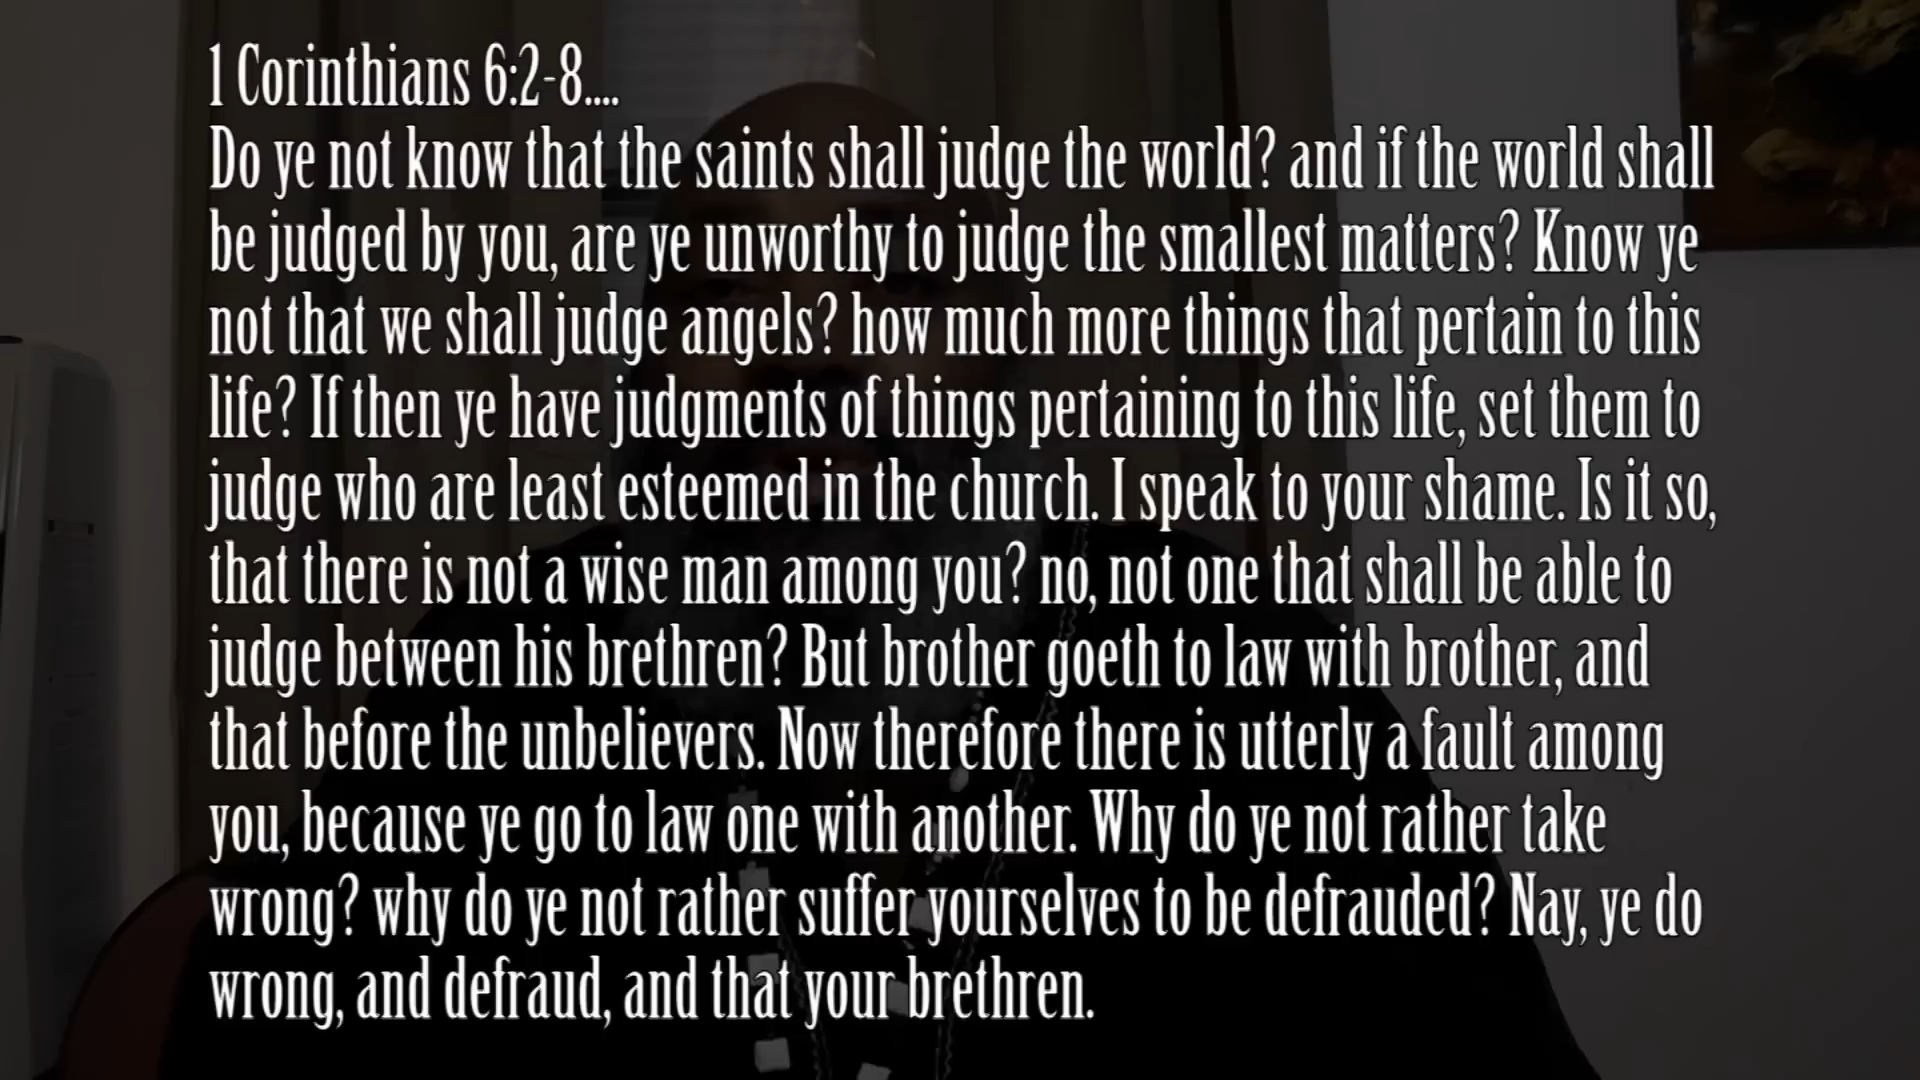 1 Corinthians 6:2-8....
Do ye not know that the saints shall judge the world? and if the world shall
be judged by you, are ye unworthy to judge the smallest matters? Know ye
not that we shall judge angels? how much more things that pertain to this
life? If then ye have judgments of things pertaining to this life, set them to
judge who are least esteemed in the church. I speak to your shame. Is it so,
that there is not a wise man among you? no, not one that shall be able to
judge between his brethren? But brother goeth to law with brother, and
that before the unbelievers. Now therefore there is utterly a fault among
you, because ye go to law one with another. Why do ye not rather take
wrong? why do ye not rather suffer yourselves to be defrauded? Nay, ye do
wrong, and defraud, and that your brethren.